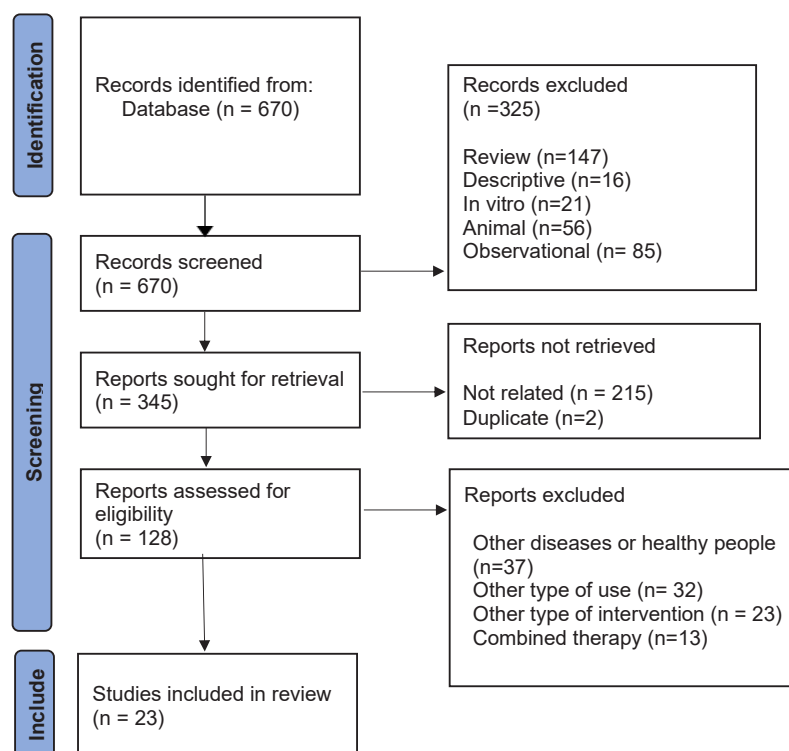 Identification
Records identified from:
Database (n = 670)
Records excluded
(n =325)
Review (n=147)
Descriptive (n=16)
In vitro (n=21)
Animal (n=56)
Observational (n= 85)
Screening
Records screened
(n = 670)
Reports sought for retrieval
(n = 345)
Reports not retrieved
Not related (n = 215)
Duplicate (n=2)
Reports assessed for
eligibility
(n = 128)
Reports excluded
Other diseases or healthy people
(n=37)
Other type of use (n= 32)
Other type of intervention (n = 23)
Combined therapy (n=13)
Include
Studies included in review
(n = 23)